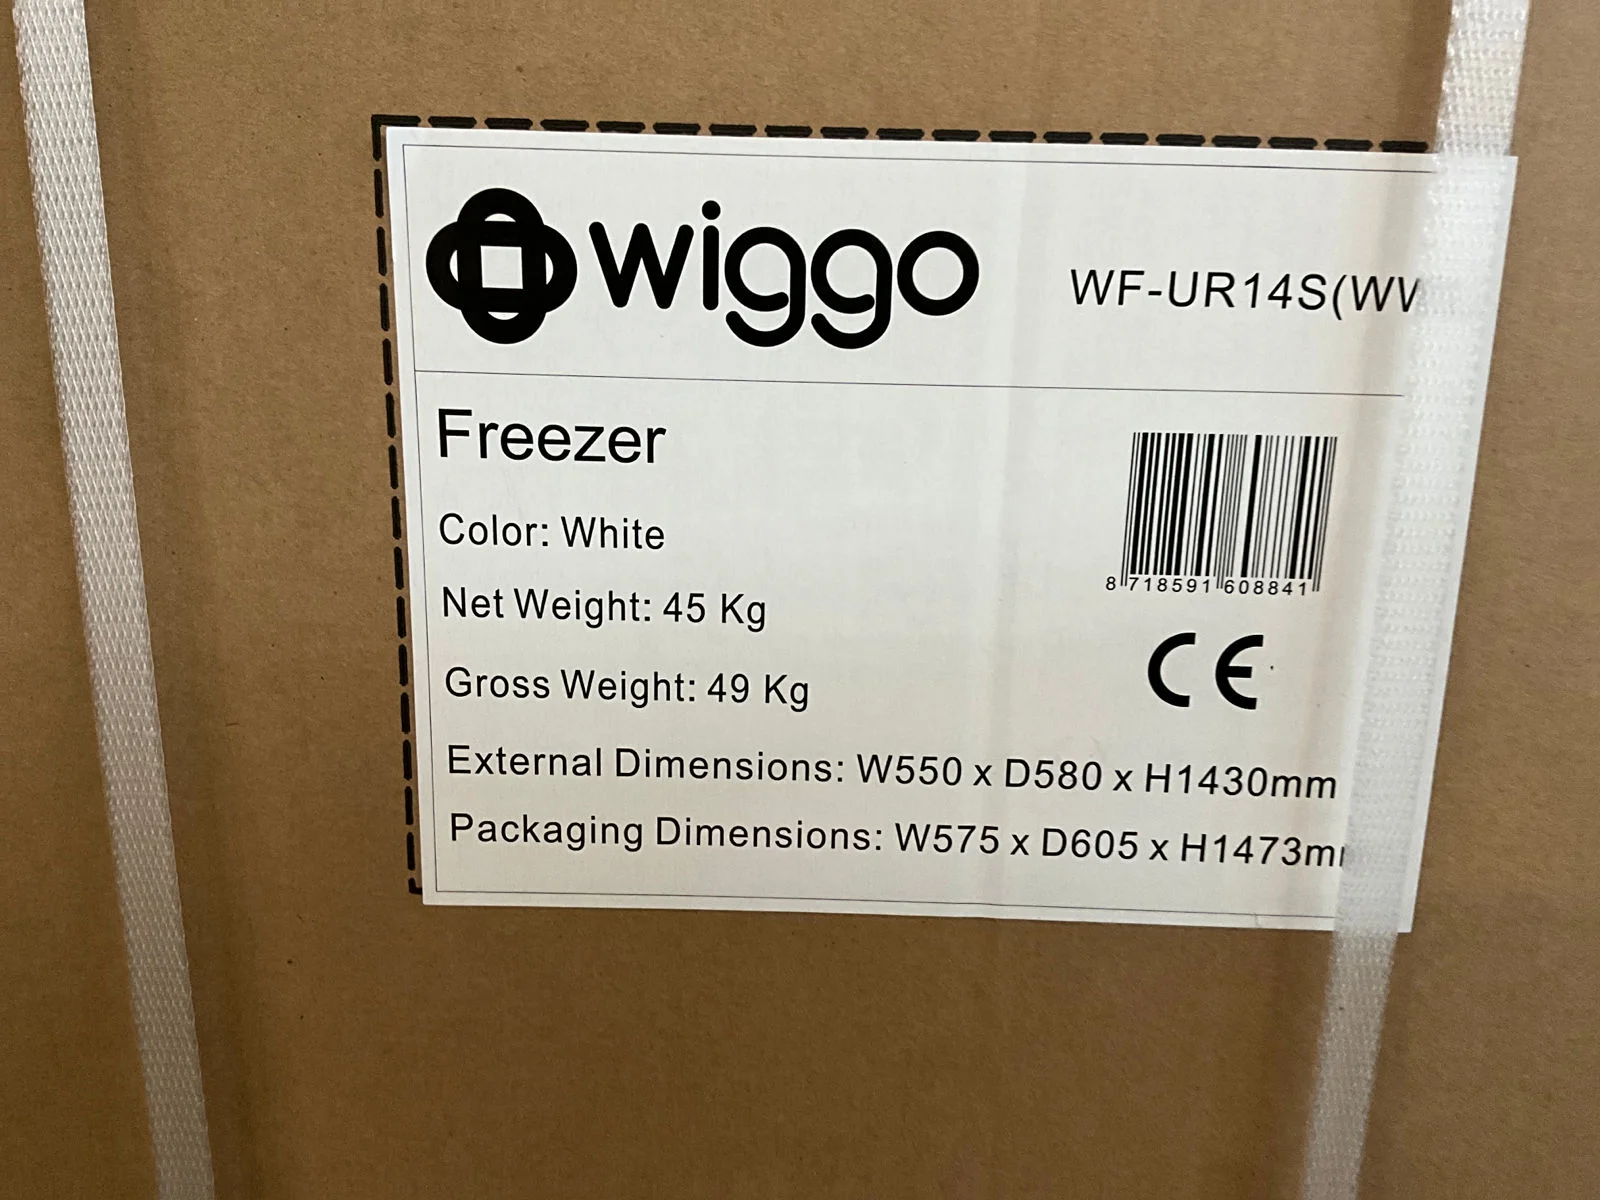 wiggo
WF-UR14S(W
Freezer
Color: White
8 718591 608841
Net Weight: 45 Kg
Gross Weight: 49 Kg
CE
External Dimensions: W550 x D580 x H1430mm
Packaging Dimensions: W575 x D605 x H1473m